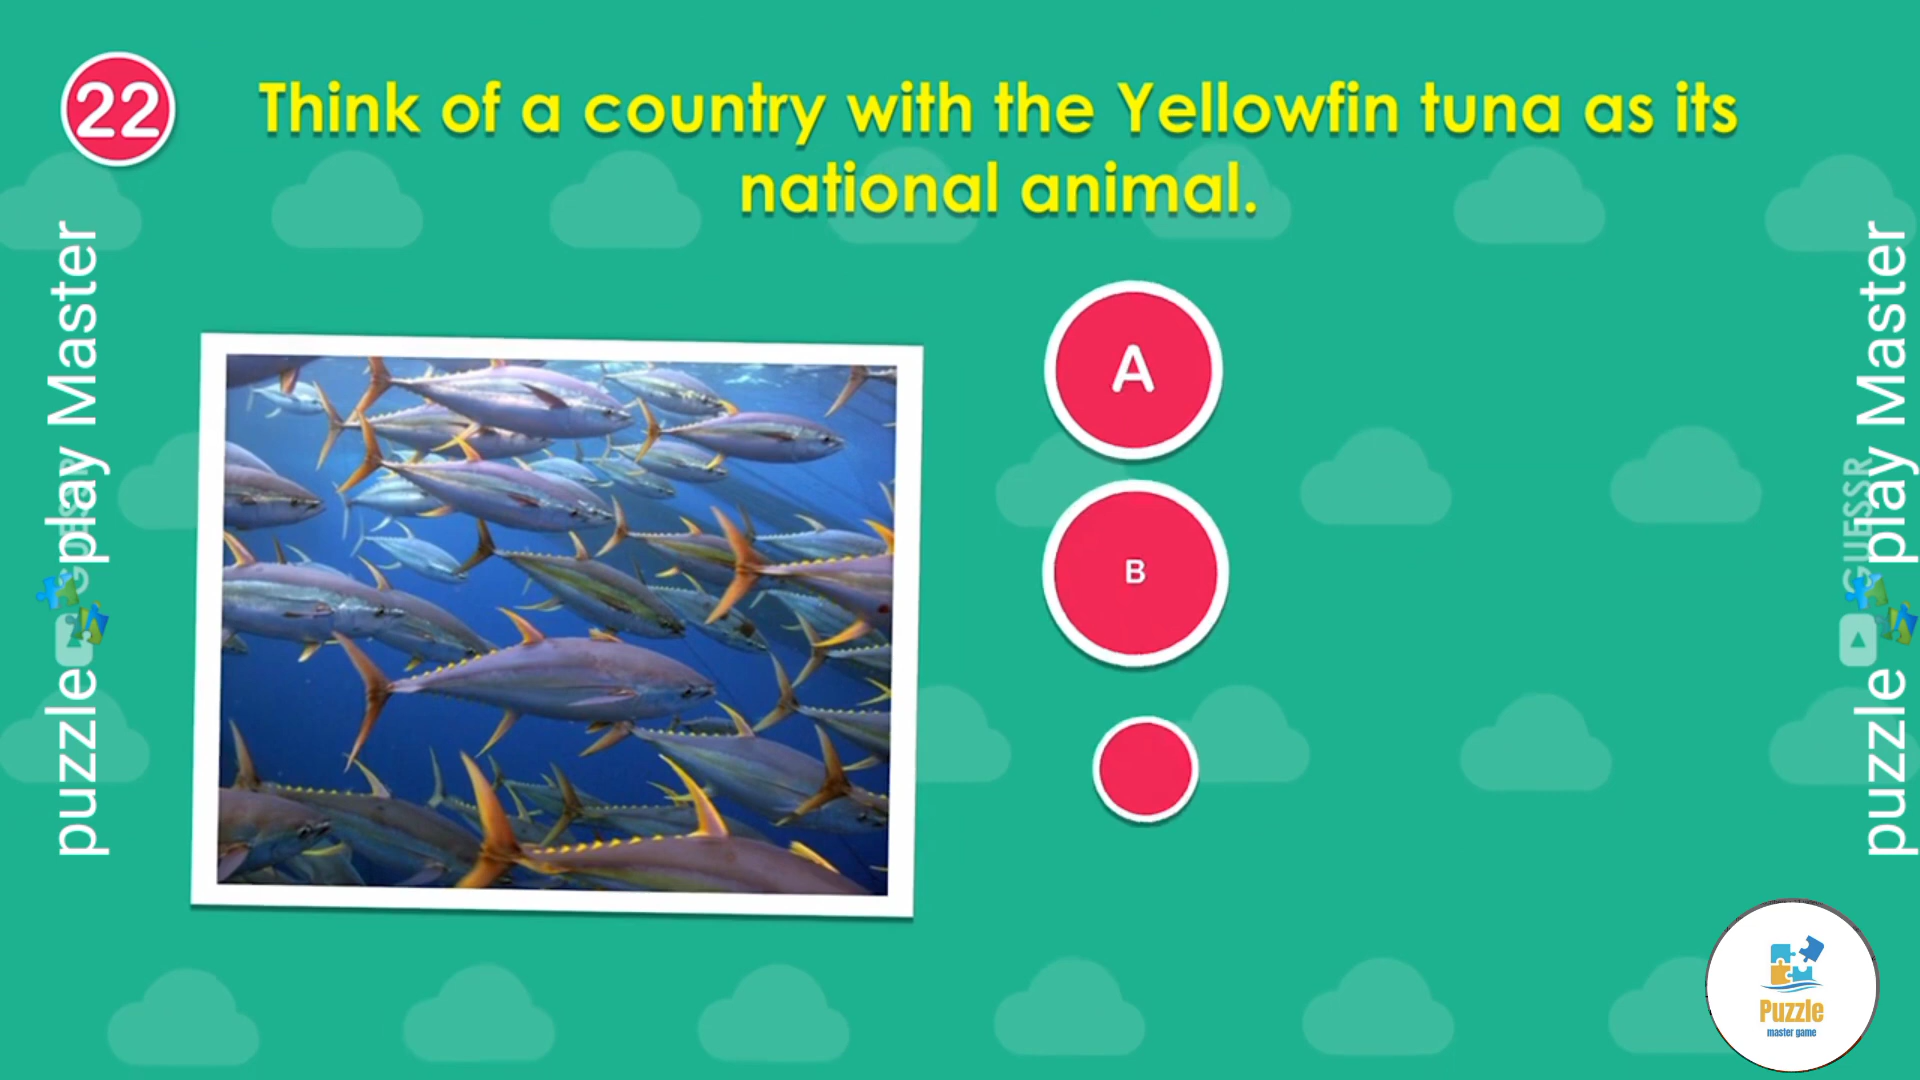 22
Think of a country with the Yellowfin tuna as its
national animal.
A
B
puzzle play Master
GUESSR
puzzle play Master
Puzzle
master game